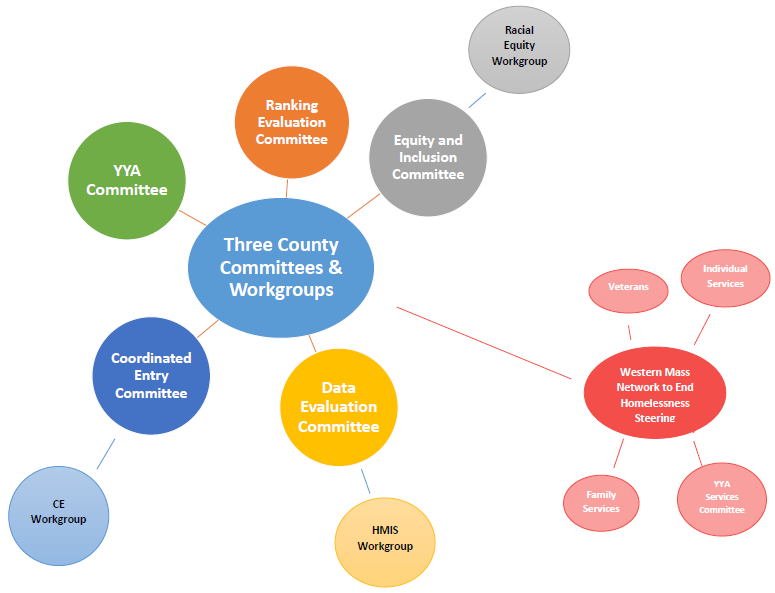 Racial
Equity
Workgroup
Ranking
Evaluation
Committee
Equity and
Inclusion
Committee
YYA
Committee
Three County
Committees &
Workgroups
Individual
Services
Veterans
Coordinated
Entry
Committee
Data
Evaluation
Committee
Western Mass
Network to End
Homelessness
Steering
CE
Workgroup
HMIS
Workgroup
Family
Services
YYA
Services
Committee